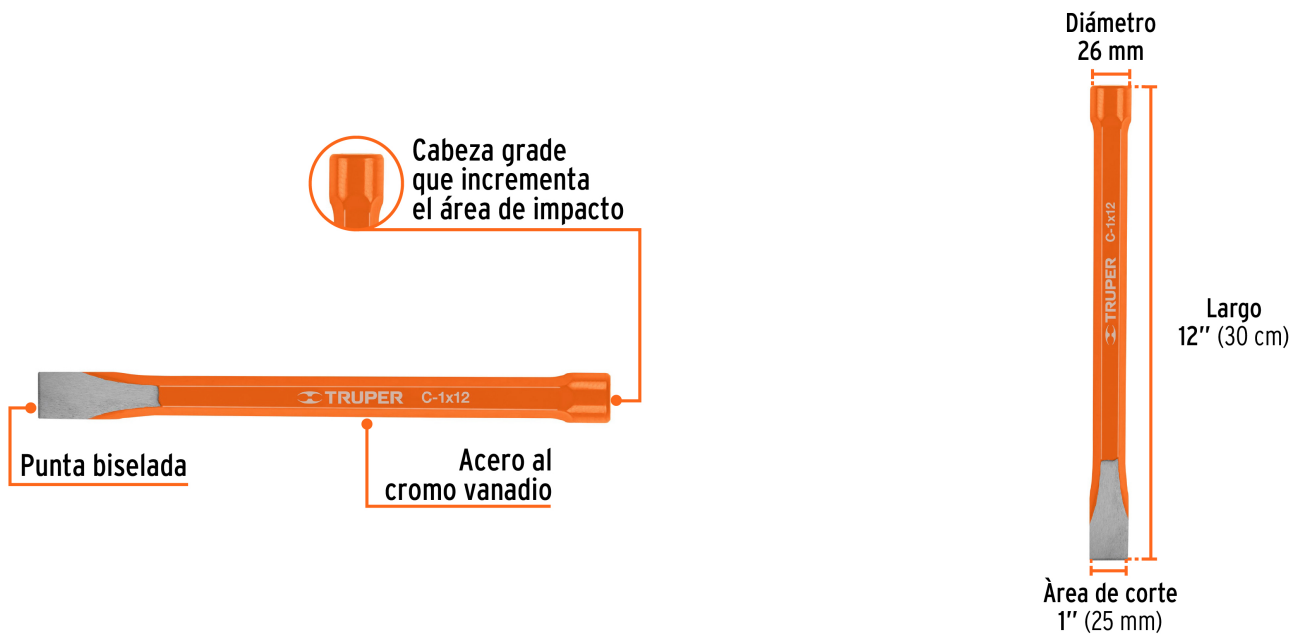 Cabeza grade
que incrementa
el área de impacto
TRUPER C-1x12
Punta biselada
Acero al
cromo vanadio
Diámetro
26 mm
TRUPER C-1x12
Largo
12’’ (30 cm)
Àrea de corte
1’’ (25 mm)